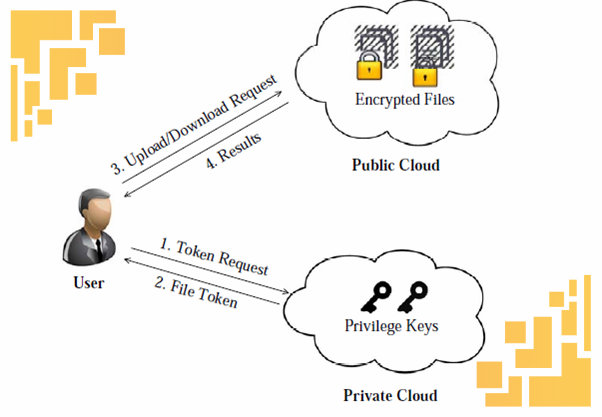 Encrypted Files
Public Cloud
3. Upload/Download Request
4. Results
User
1. Token Request
2. File Token
Privilege Keys
Private Cloud